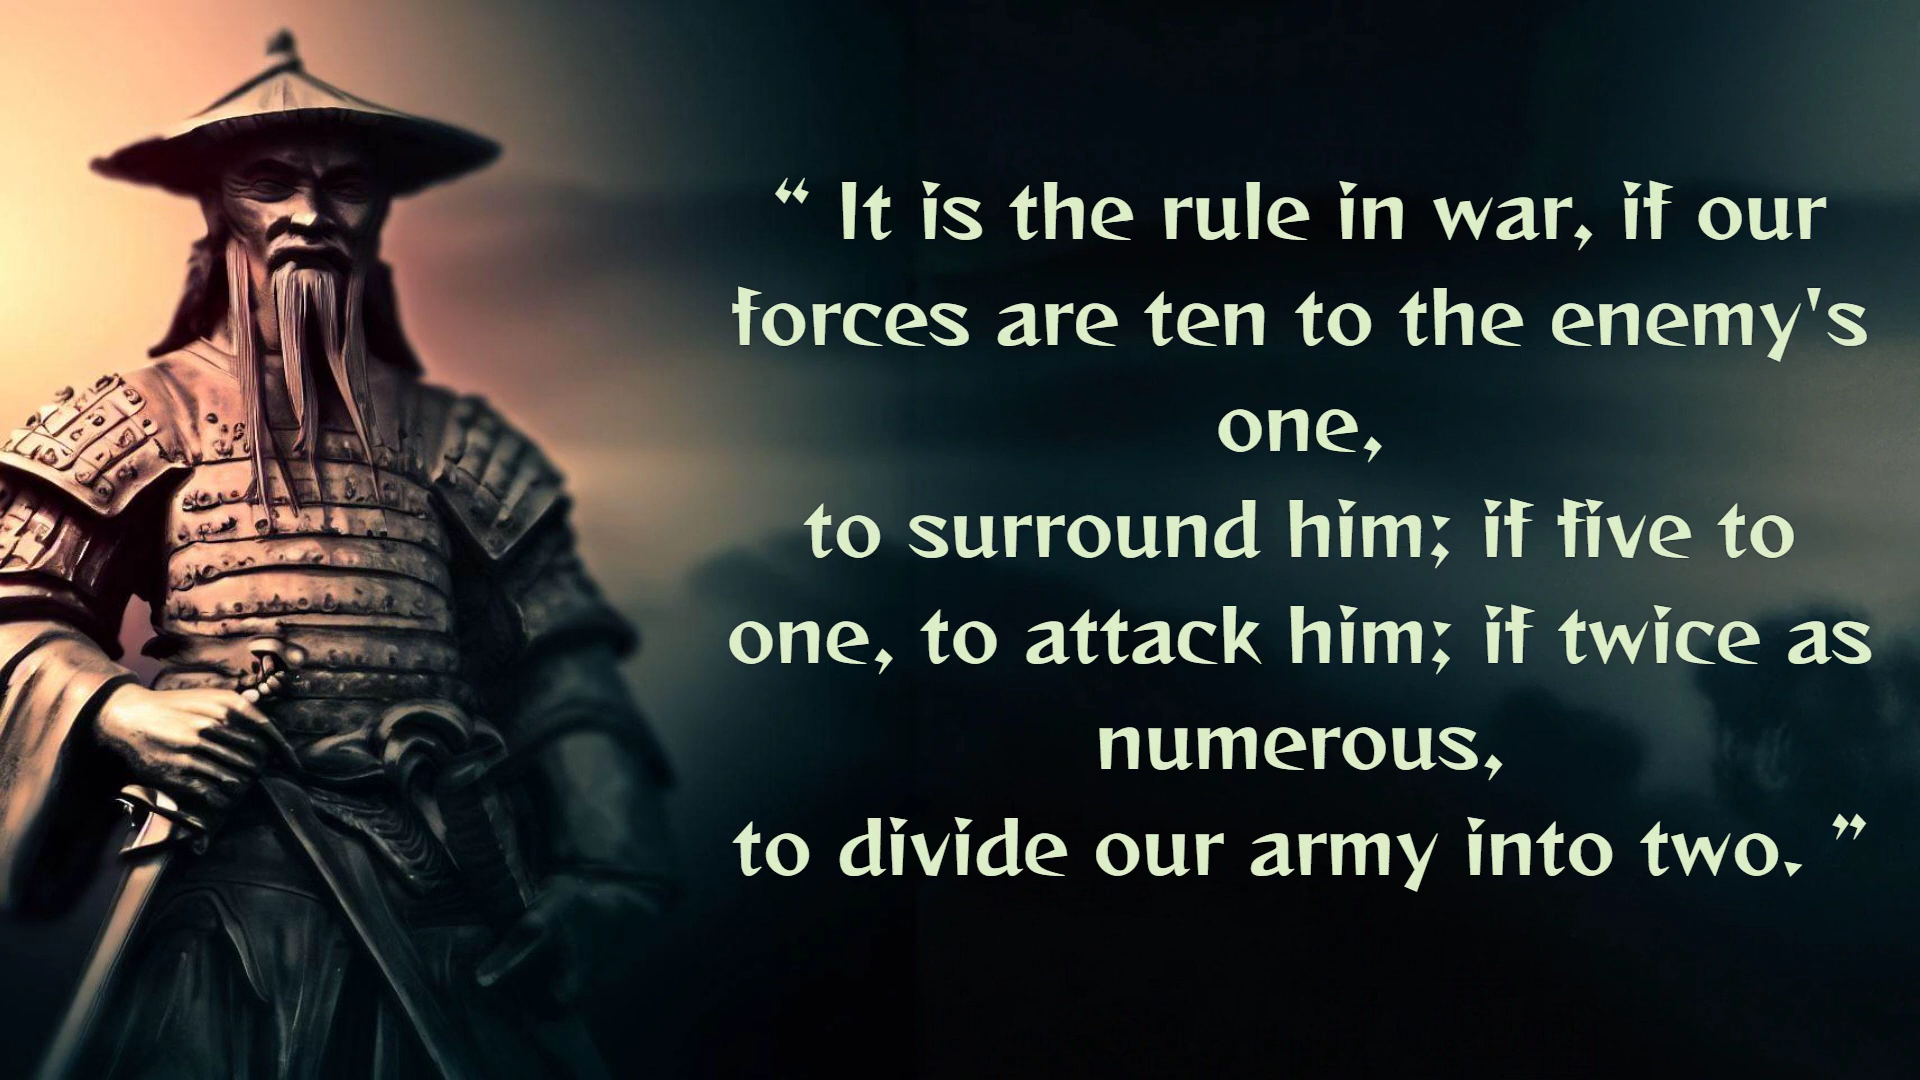 “ It is the rule in war, if our
forces are ten to the enemy's
one,
to surround him; if five to
one, to attack him; if twice as
numerous,
to divide our army into two. ”